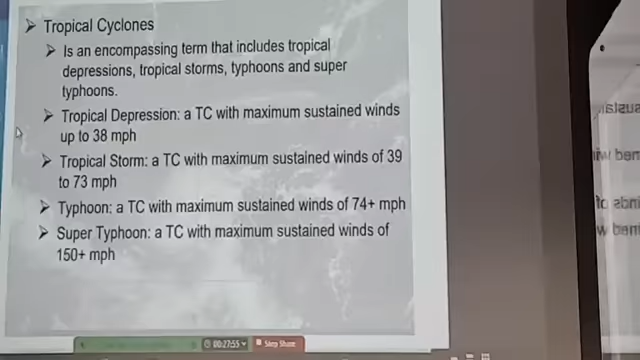 Tropical Cyclones
Is an encompassing term that includes tropical
depressions, tropical storms, typhoons and super
typhoons.
Tropical Depression: a TC with maximum sustained winds
up to 38 mph
Tropical Storm: a TC with maximum sustained winds of 39
to 73 mph
Typhoon: a TC with maximum sustained winds of 74+ mph
Super Typhoon: a TC with maximum sustained winds of
150+ mph
00:27:55
Stop Share